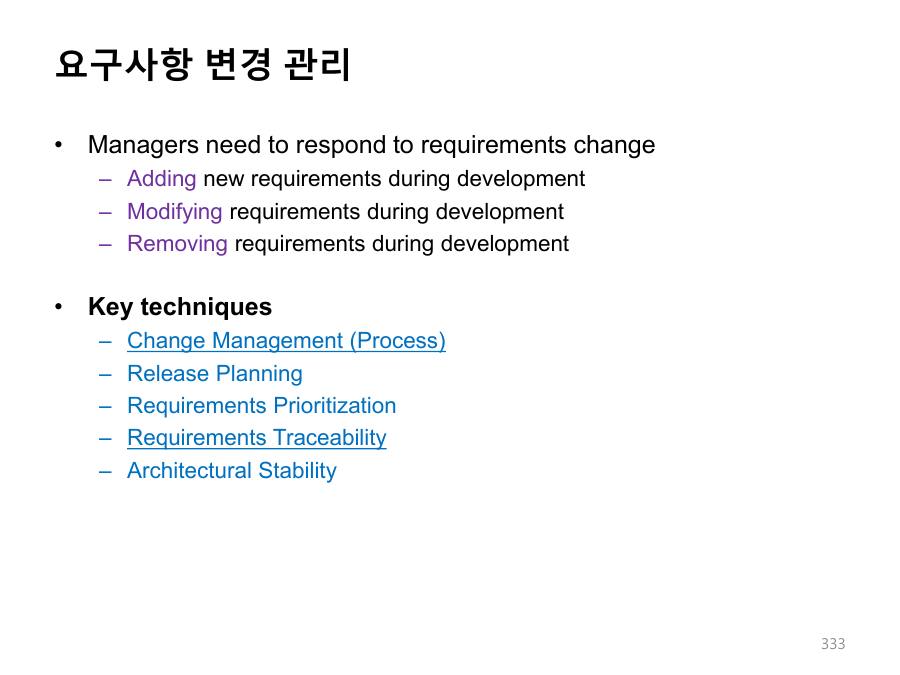 요구사항 변경 관리
• Managers need to respond to requirements change
– Adding new requirements during development
– Modifying requirements during development
– Removing requirements during development
• Key techniques
– Change Management (Process)
– Release Planning
– Requirements Prioritization
– Requirements Traceability
– Architectural Stability
333